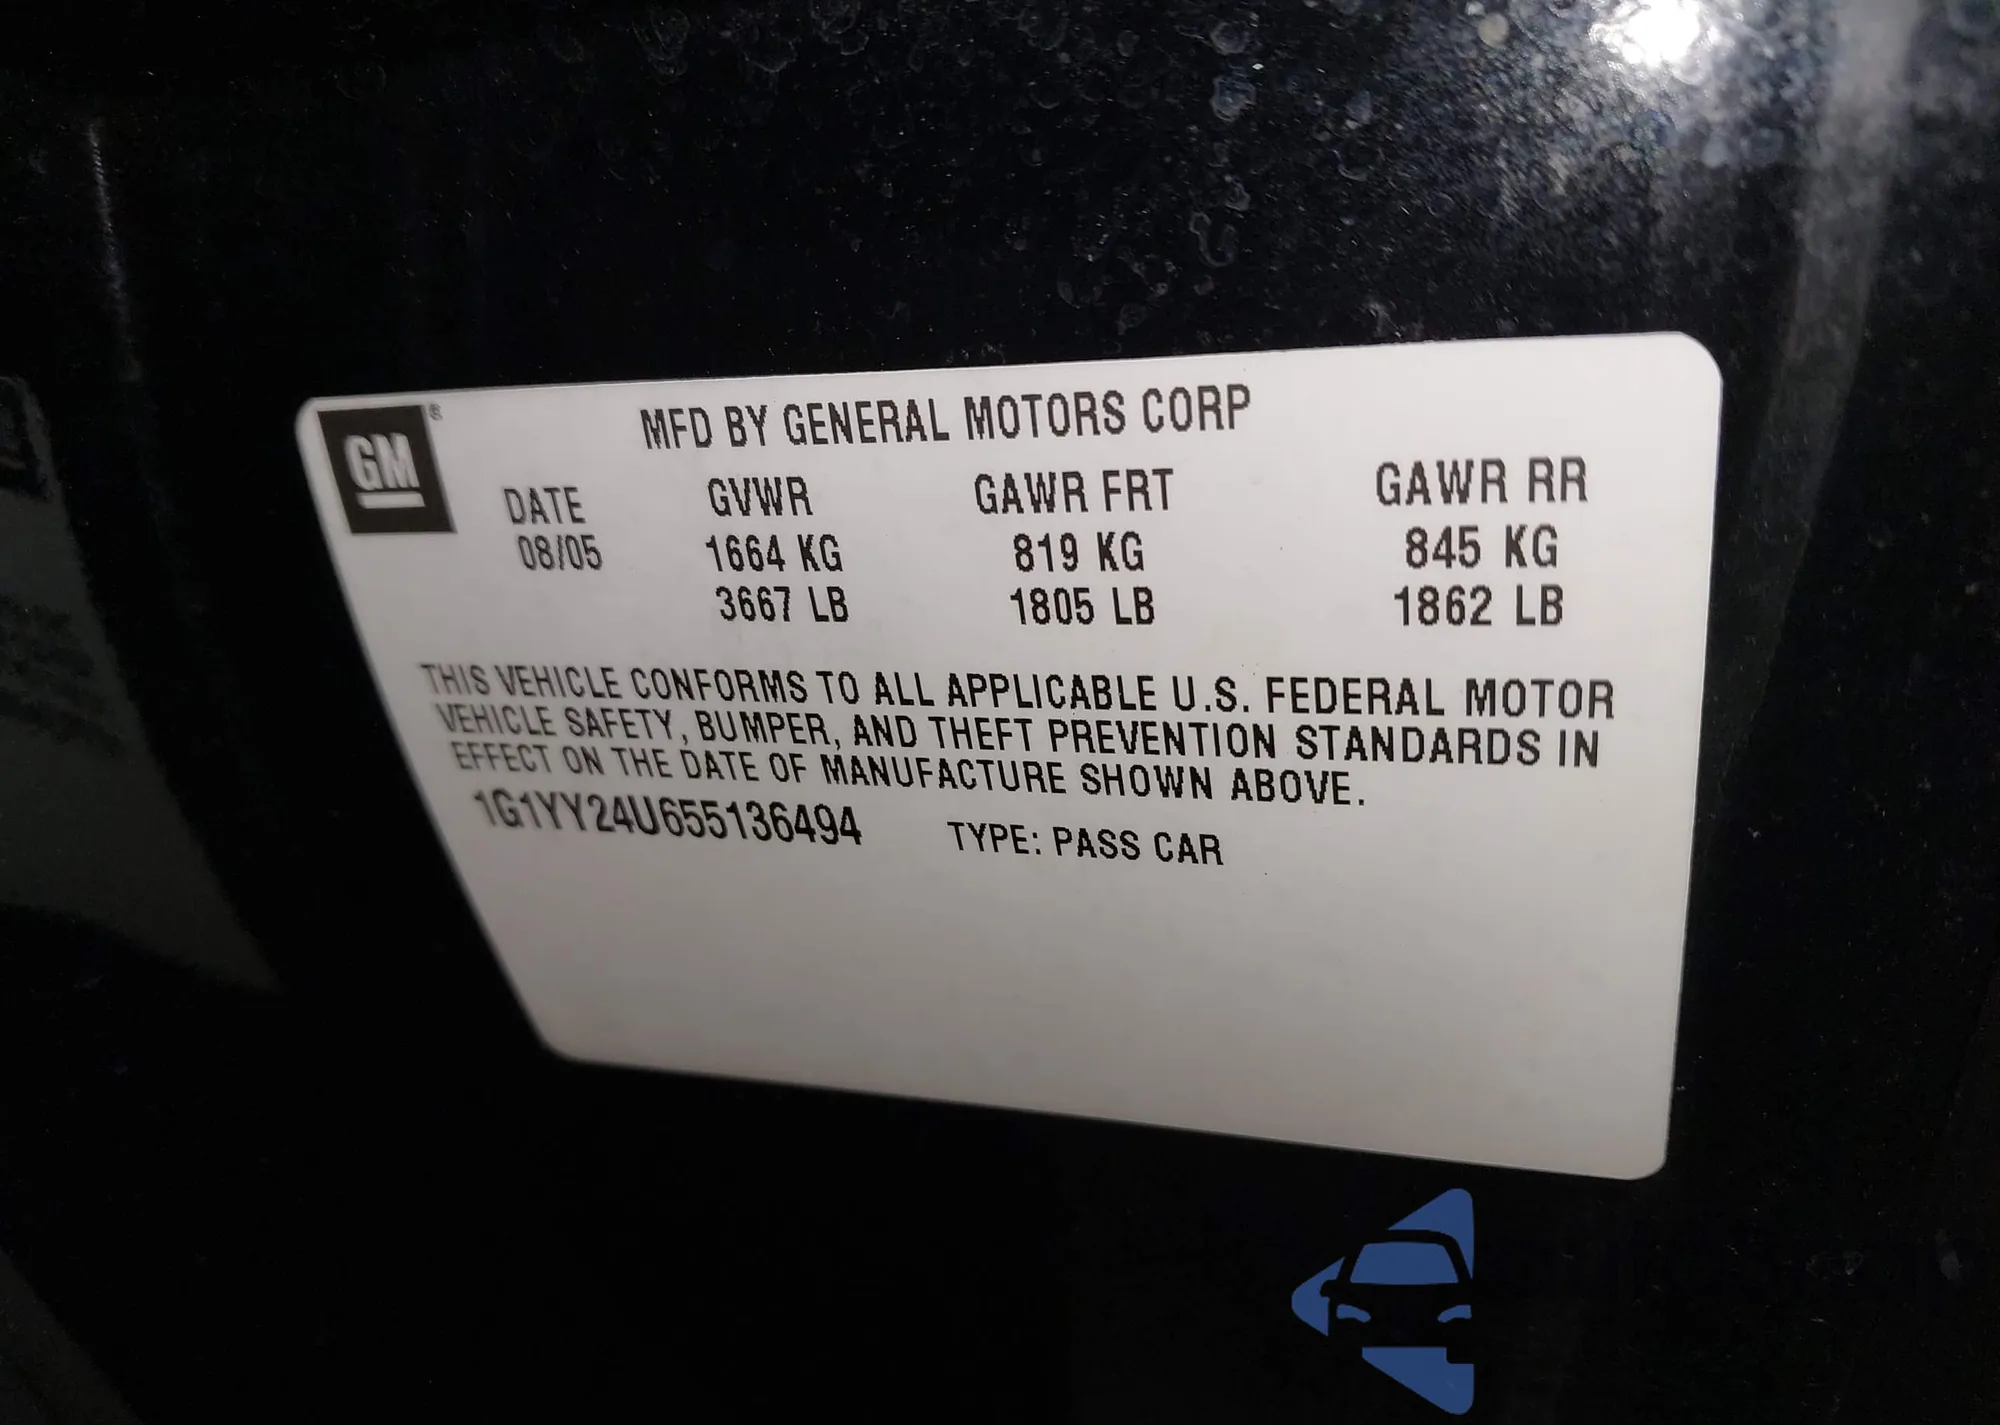 GM®
MFD BY GENERAL MOTORS CORP
DATE GVWR GAWR FRT GAWR RR
08/05 1664 KG 819 KG 845 KG
3667 LB 1805 LB 1862 LB
THIS VEHICLE CONFORMS TO ALL APPLICABLE U.S. FEDERAL MOTOR
VEHICLE SAFETY, BUMPER, AND THEFT PREVENTION STANDARDS IN
EFFECT ON THE DATE OF MANUFACTURE SHOWN ABOVE.
1G1YY24U655136494 TYPE: PASS CAR